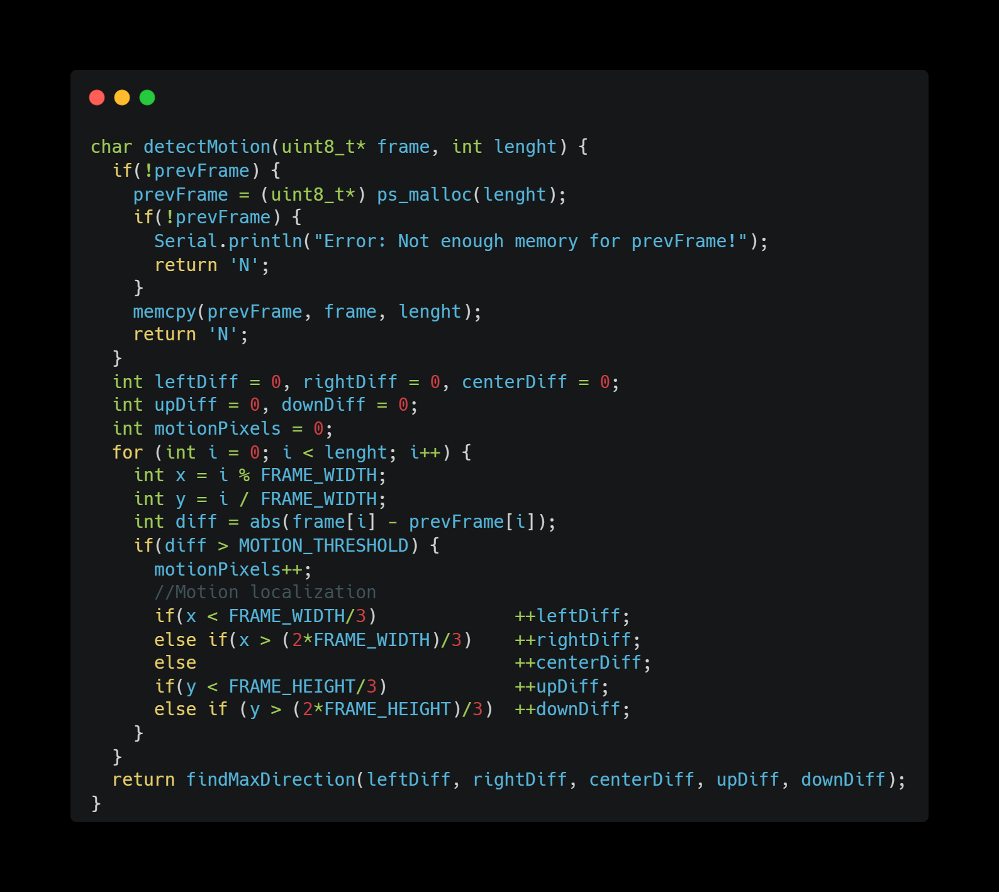 char detectMotion(uint8_t* frame, int lenght) {
  if(!prevFrame) {
    prevFrame = (uint8_t*) ps_malloc(lenght);
    if(!prevFrame) {
      Serial.println("Error: Not enough memory for prevFrame!");
      return 'N';
    }
    memcpy(prevFrame, frame, lenght);
    return 'N';
  }
  int leftDiff = 0, rightDiff = 0, centerDiff = 0;
  int upDiff = 0, downDiff = 0;
  int motionPixels = 0;
  for (int i = 0; i < lenght; i++) {
    int x = i % FRAME_WIDTH;
    int y = i / FRAME_WIDTH;
    int diff = abs(frame[i] - prevFrame[i]);
    if(diff > MOTION_THRESHOLD) {
      motionPixels++;
      //Motion localization
      if(x < FRAME_WIDTH/3)             ++leftDiff;
      else if(x > (2*FRAME_WIDTH)/3)    ++rightDiff;
      else                              ++centerDiff;
      if(y < FRAME_HEIGHT/3)            ++upDiff;
      else if (y > (2*FRAME_HEIGHT)/3)  ++downDiff;
    }
  }
  return findMaxDirection(leftDiff, rightDiff, centerDiff, upDiff, downDiff);
}